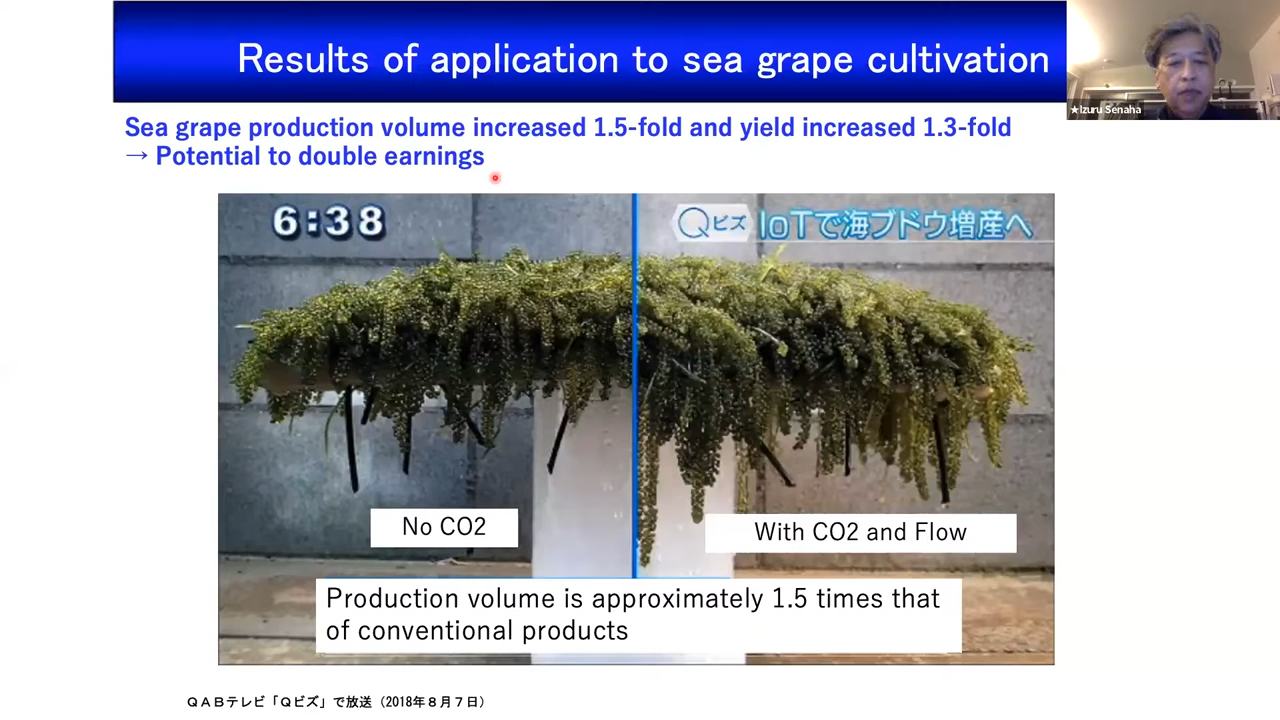 Results of application to sea grape cultivation
★Izuru Senaha
Sea grape production volume increased 1.5-fold and yield increased 1.3-fold
→ Potential to double earnings
6:38
Qビズ IoTで海ブドウ増産へ
No CO2
With CO2 and Flow
Production volume is approximately 1.5 times that
of conventional products
QABテレビ「Qビズ」で放送（2018年８月７日）